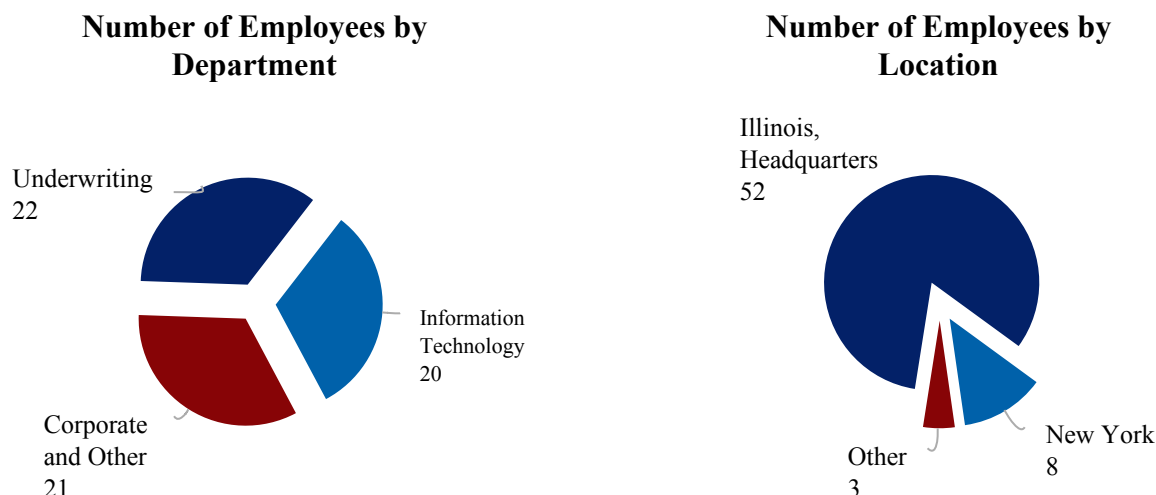 Number of Employees by
Department
Underwriting
22
Information
Technology
20
Corporate
and Other
21
Number of Employees by
Location
Illinois,
Headquarters
52
New York
8
Other
3